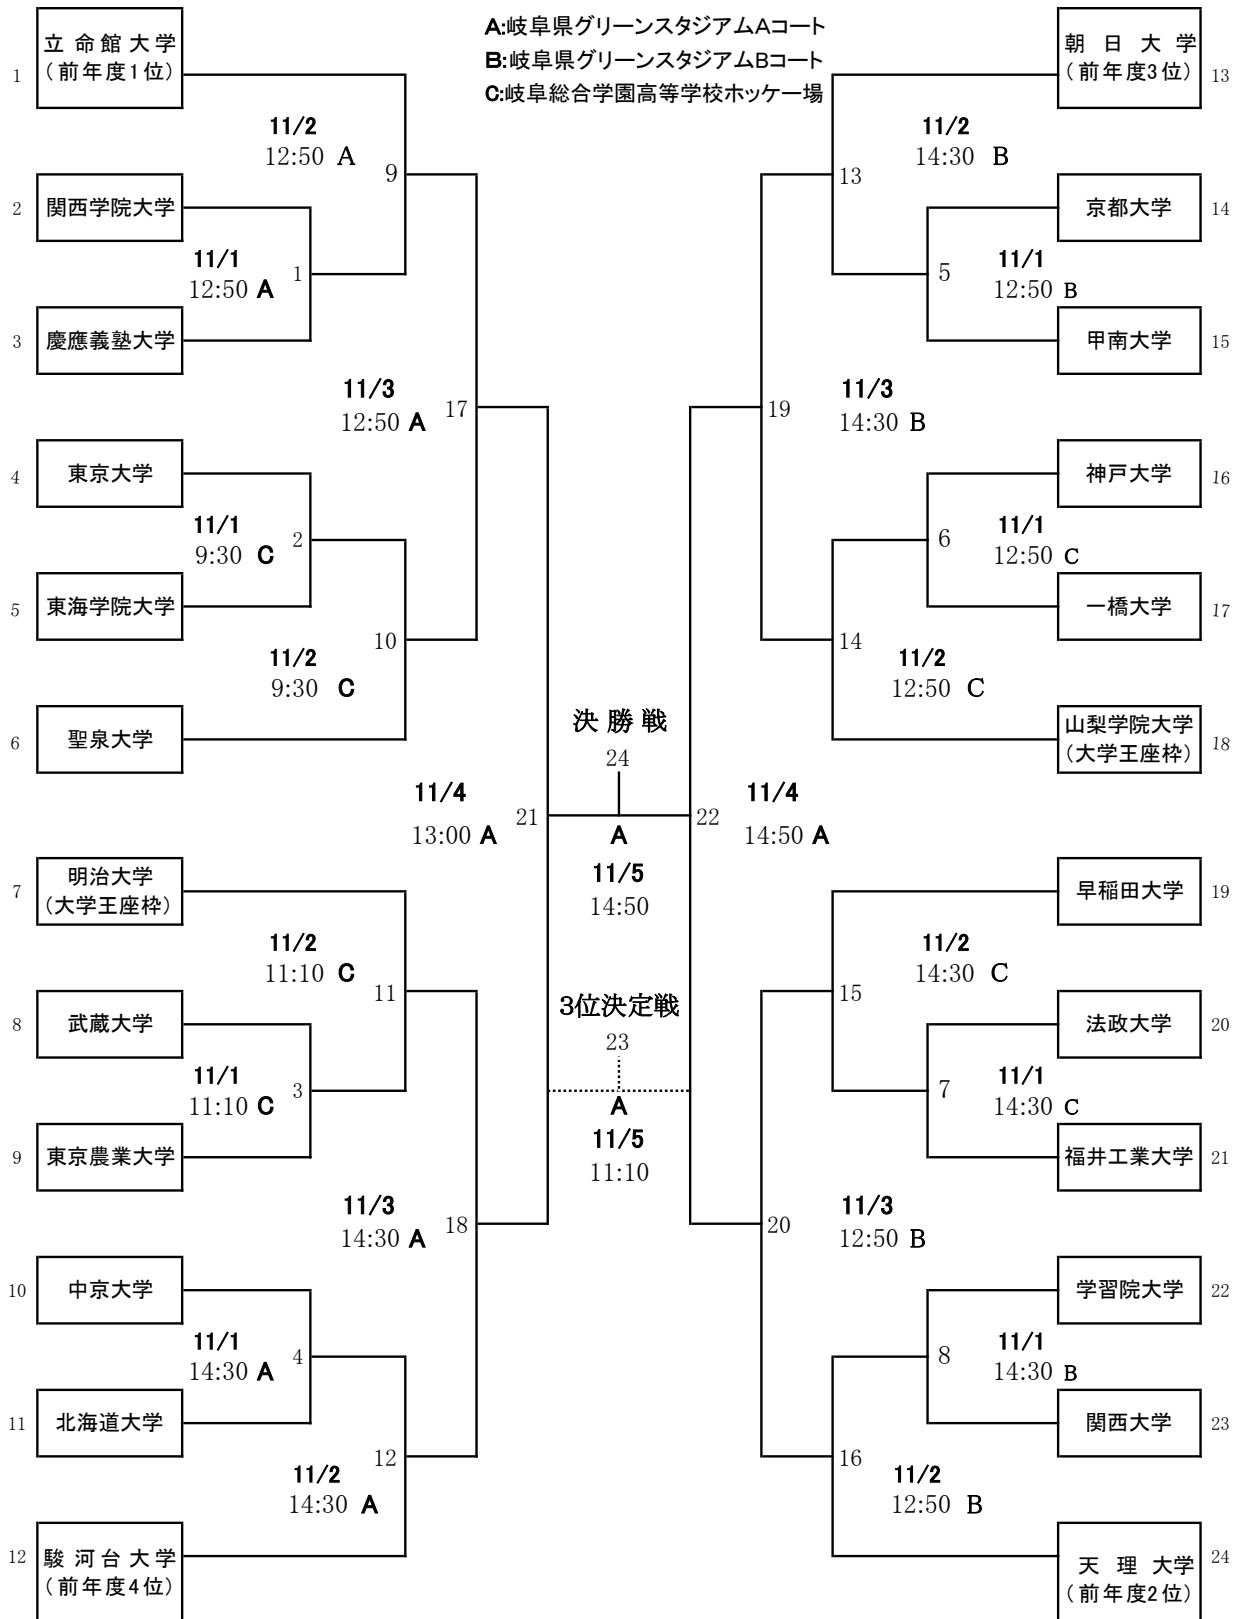 A:岐阜県グリーンスタジアムAコート
B:岐阜県グリーンスタジアムBコート
C:岐阜総合学園高等学校ホッケー場
1
立命館大学
(前年度1位)
11/2
12:50 A
9
2
関西学院大学
11/1
12:50 A
1
3
慶應義塾大学
11/3
12:50 A
17
4
東京大学
11/1
9:30 C
2
5
東海学院大学
10
11/2
9:30 C
6
聖泉大学
11/4
13:00 A
21
7
明治大学
(大学王座枠)
11/2
11:10 C
11
8
武蔵大学
11/1
11:10 C
3
9
東京農業大学
11/3
14:30 A
18
10
中京大学
11/1
14:30 A
4
11
北海道大学
12
11/2
14:30 A
12
駿河台大学
(前年度4位)
決勝戦
24
A
11/5
14:50
3位決定戦
23
A
11/5
11:10
朝日大学
(前年度3位)
13
11/2
14:30 B
13
京都大学
14
5
11/1
12:50 B
甲南大学
15
19
11/3
14:30 B
神戸大学
16
6
11/1
12:50 C
一橋大学
17
14
11/2
12:50 C
山梨学院大学
(大学王座枠)
18
22
11/4
14:50 A
早稲田大学
19
11/2
14:30 C
15
法政大学
20
7
11/1
14:30 C
福井工業大学
21
20
11/3
12:50 B
学習院大学
22
8
11/1
14:30 B
関西大学
23
16
11/2
12:50 B
天理大学
(前年度2位)
24